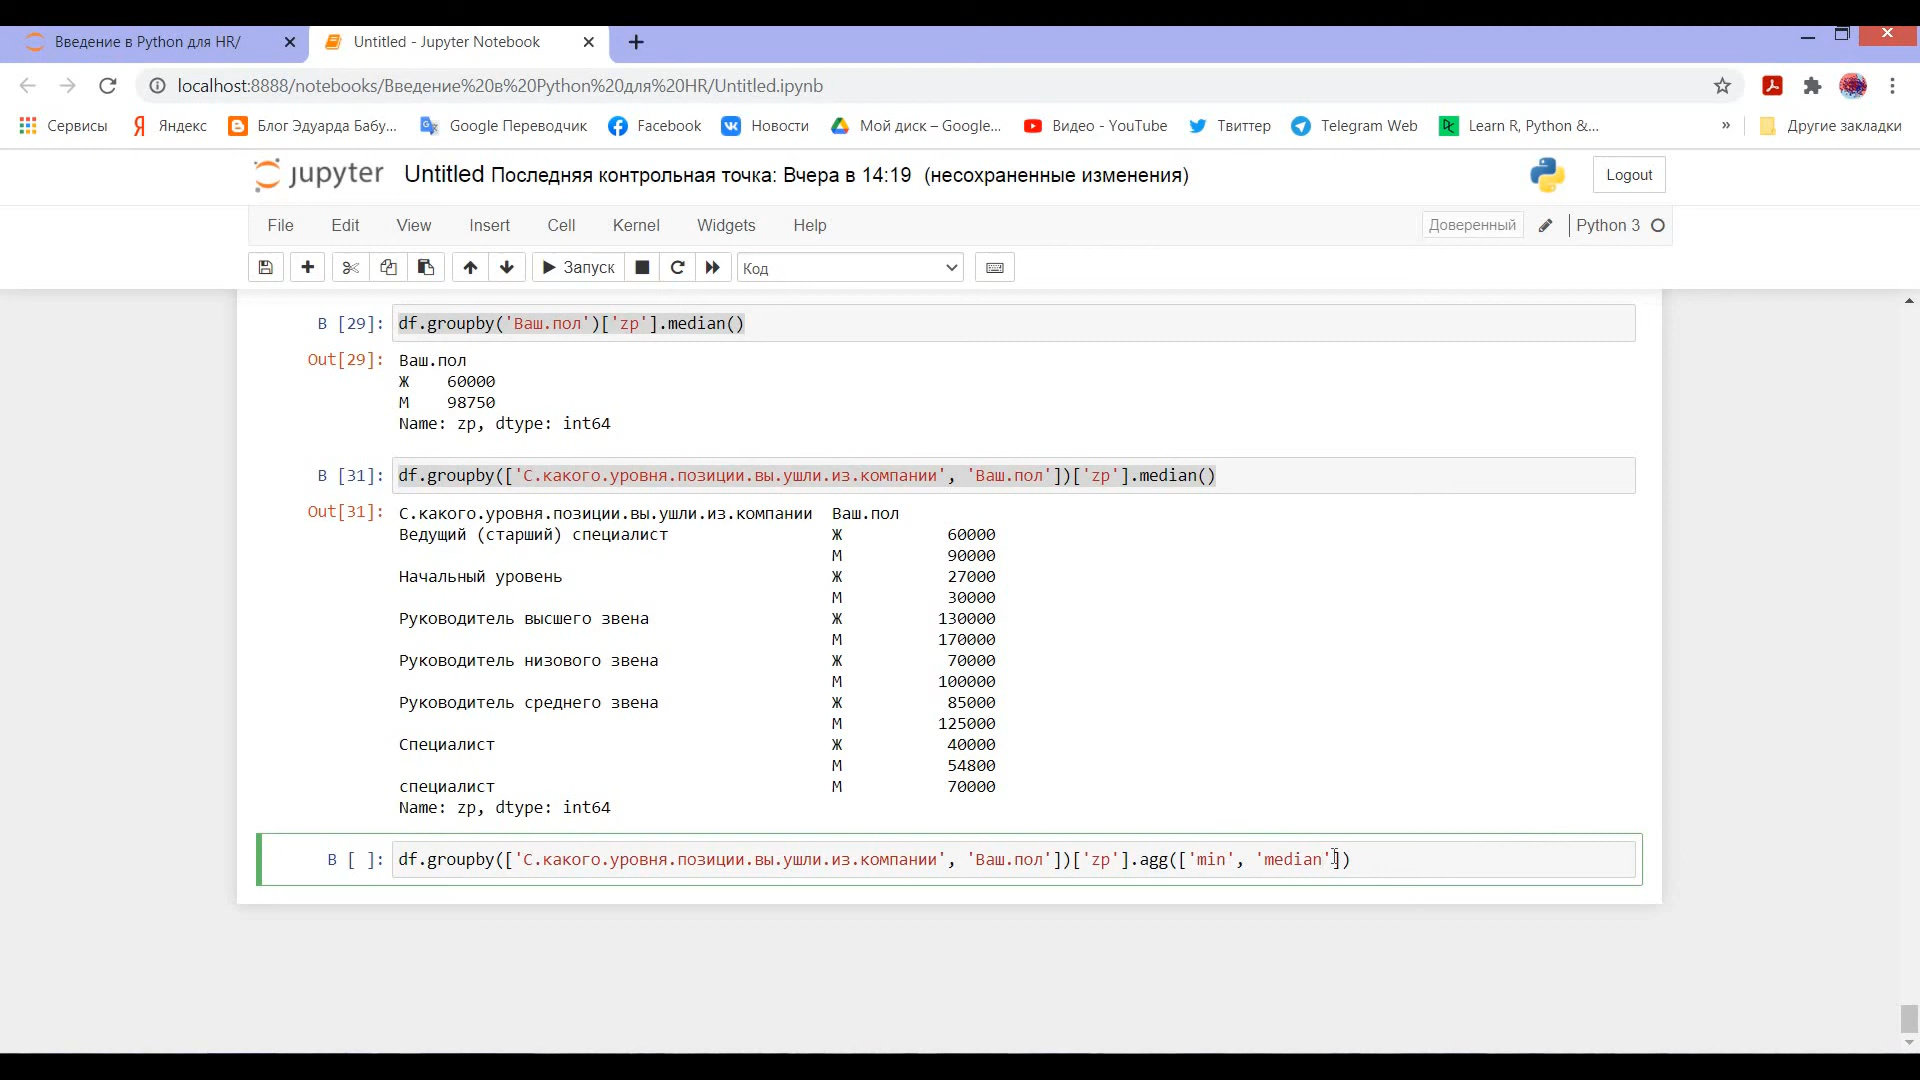 Введение в Python для HR/
Untitled - Jupyter Notebook
localhost:8888/notebooks/Введение%20в%20Python%20для%20HR/Untitled.ipynb
Сервисы
Яндекс
Блог Эдуарда Бабу...
Google Переводчик
Facebook
Новости
Мой диск – Google...
Видео - YouTube
Твиттер
Telegram Web
Learn R, Python &...
»
Другие закладки
jupyter Untitled Последняя контрольная точка: Вчера в 14:19 (несохраненные изменения)
Logout
File Edit View Insert Cell Kernel Widgets Help
Доверенный
Python 3
Запуск
Код
В [29]: df.groupby('Ваш.пол')['zp'].median()
Out[29]: Ваш.пол
Ж 60000
М 98750
Name: zp, dtype: int64
В [31]: df.groupby(['С.какого.уровня.позиции.вы.ушли.из.компании', 'Ваш.пол'])['zp'].median()
Out[31]: С.какого.уровня.позиции.вы.ушли.из.компании Ваш.пол
Ведущий (старший) специалист Ж 60000
М 90000
Начальный уровень Ж 27000
М 30000
Руководитель высшего звена Ж 130000
М 170000
Руководитель низового звена Ж 70000
М 100000
Руководитель среднего звена Ж 85000
М 125000
Специалист Ж 40000
М 54800
специалист М 70000
Name: zp, dtype: int64
В [ ]: df.groupby(['С.какого.уровня.позиции.вы.ушли.из.компании', 'Ваш.пол'])['zp'].agg(['min', 'median'])